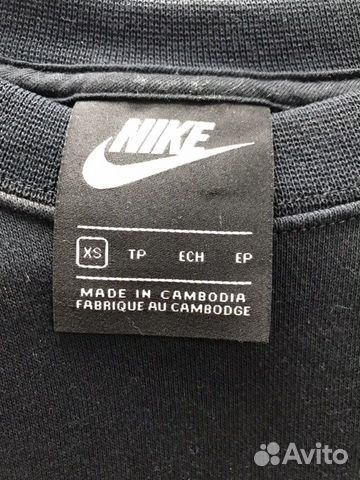 NIKE
XS TP ECH EP
MADE IN CAMBODIA
FABRIQUE AU CAMBODGE
Avito